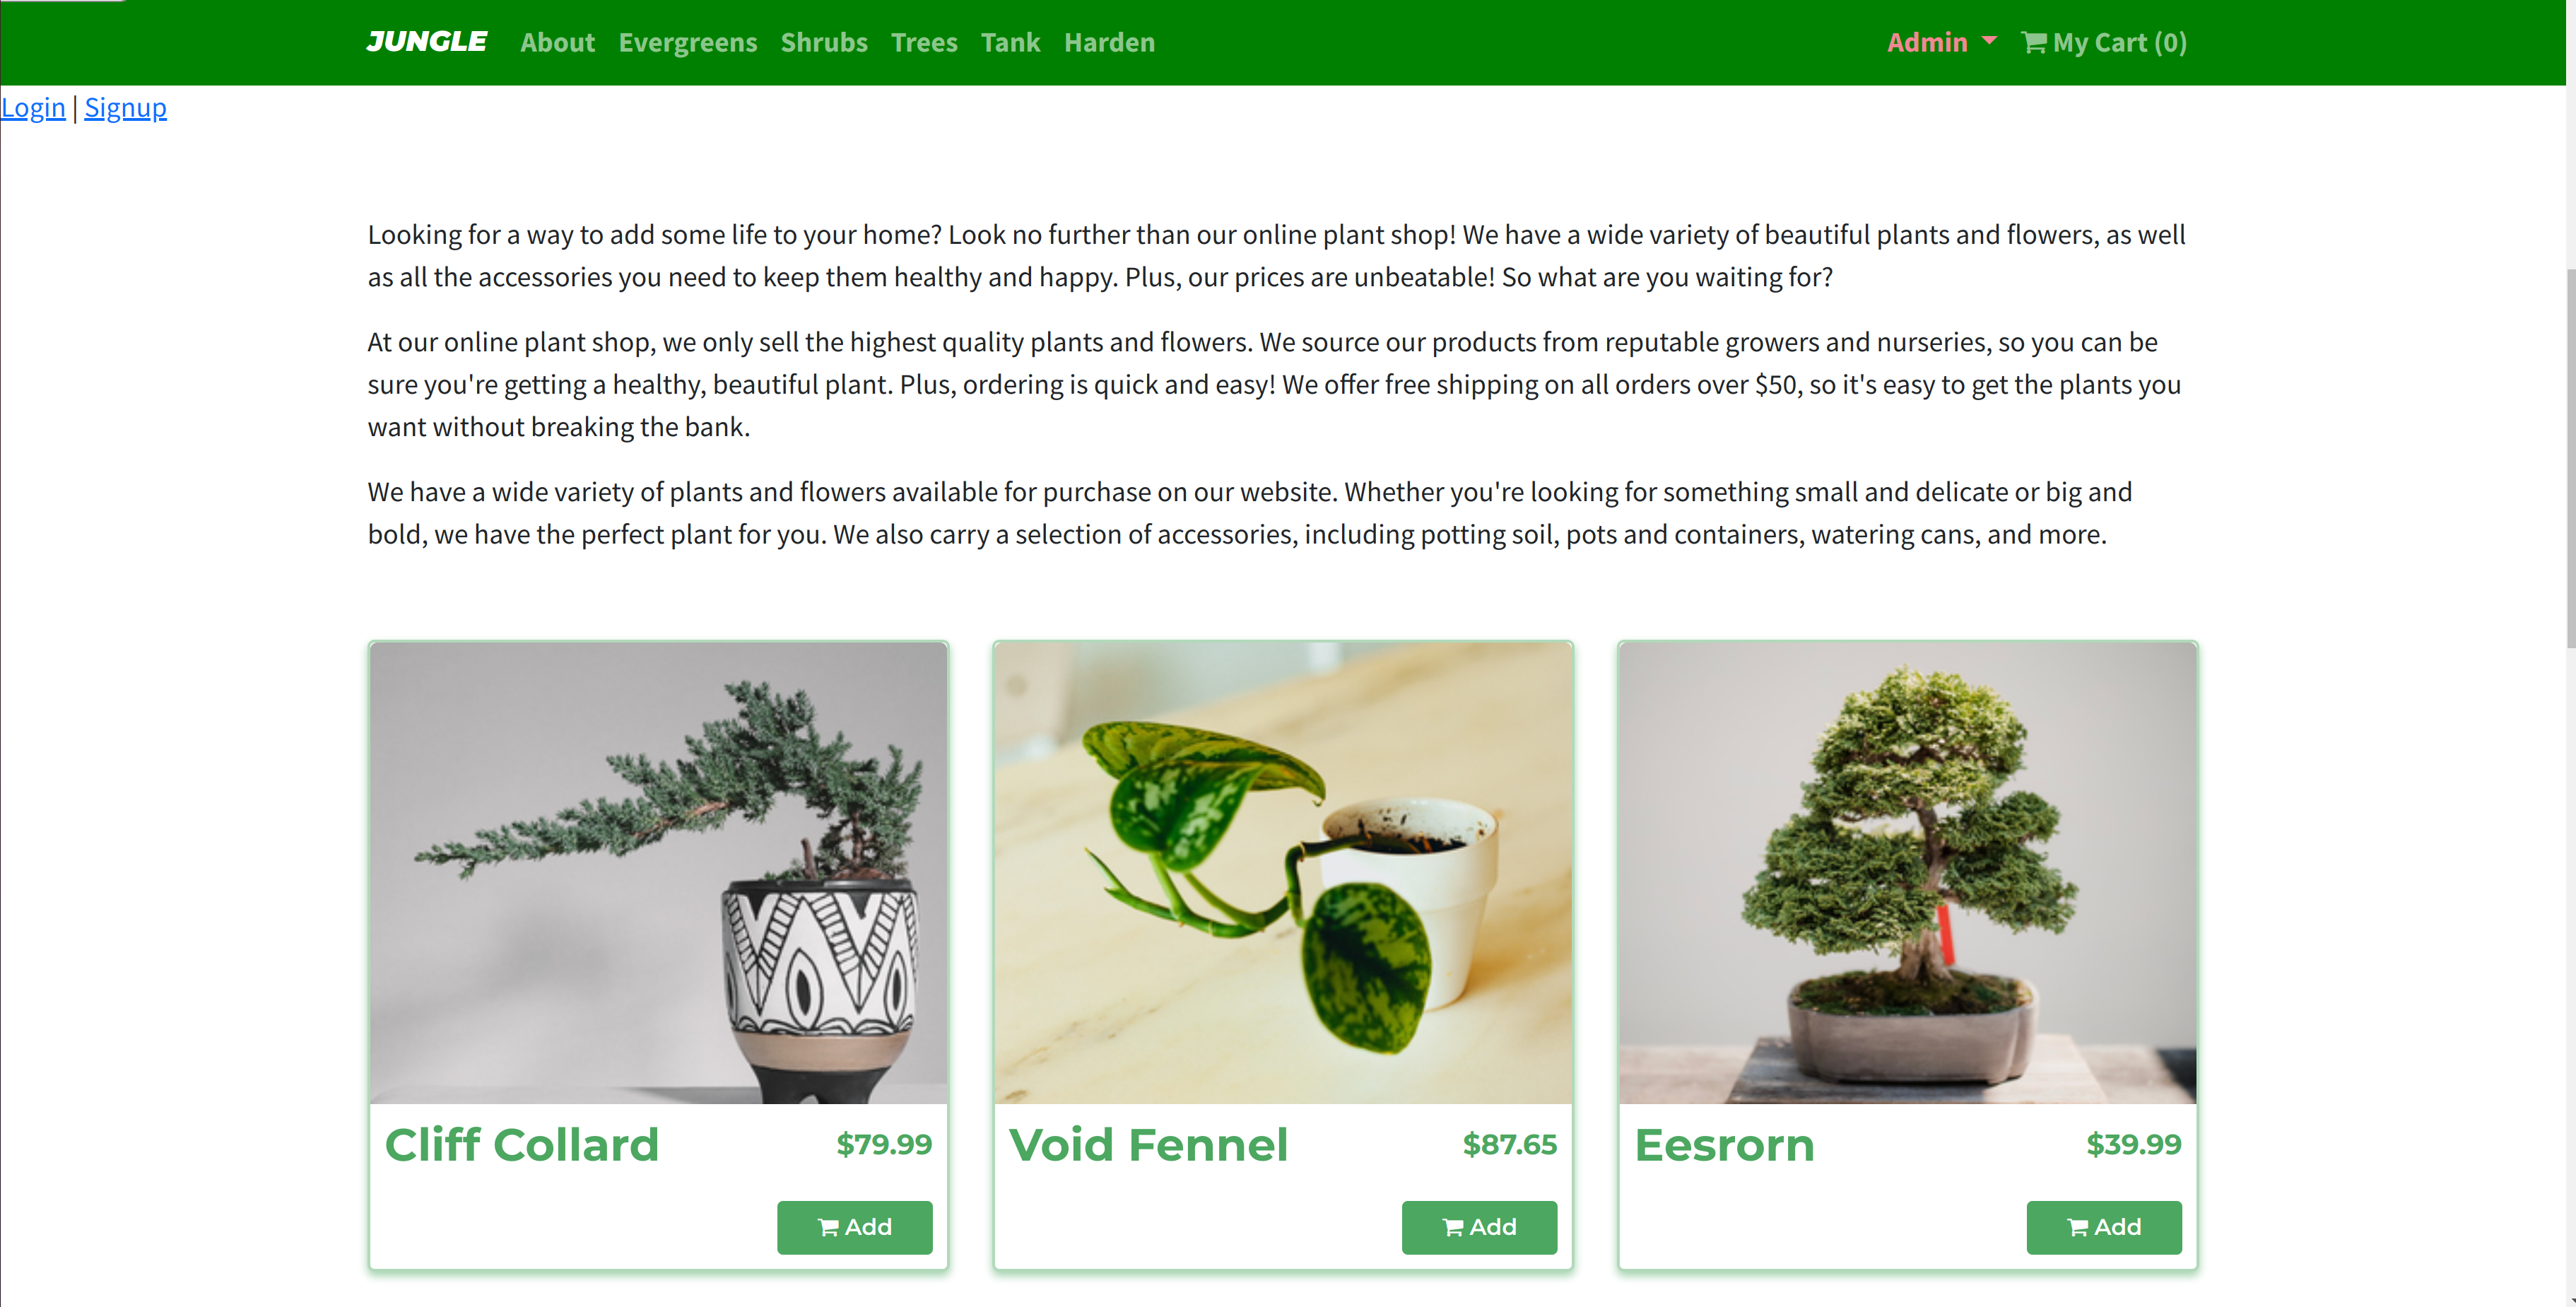 JUNGLE About Evergreens Shrubs Trees Tank Harden Admin My Cart (0)
Login | Signup
Looking for a way to add some life to your home? Look no further than our online plant shop! We have a wide variety of beautiful plants and flowers, as well
as all the accessories you need to keep them healthy and happy. Plus, our prices are unbeatable! So what are you waiting for?
At our online plant shop, we only sell the highest quality plants and flowers. We source our products from reputable growers and nurseries, so you can be
sure you're getting a healthy, beautiful plant. Plus, ordering is quick and easy! We offer free shipping on all orders over $50, so it's easy to get the plants you
want without breaking the bank.
We have a wide variety of plants and flowers available for purchase on our website. Whether you're looking for something small and delicate or big and
bold, we have the perfect plant for you. We also carry a selection of accessories, including potting soil, pots and containers, watering cans, and more.
Cliff Collard $79.99
Add
Void Fennel $87.65
Add
Eesrorn $39.99
Add